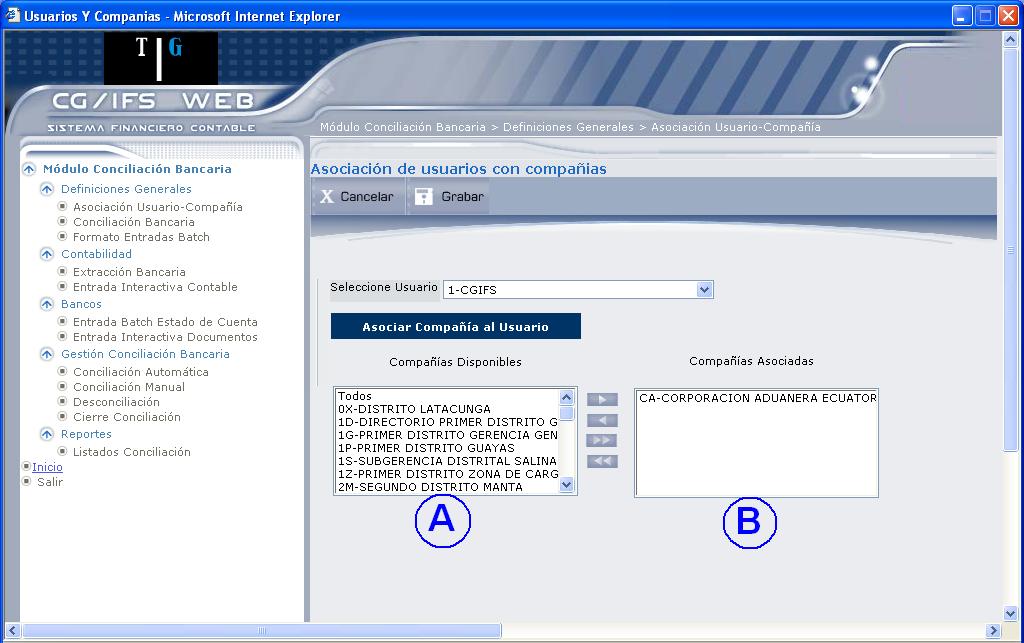 Usuarios Y Companias - Microsoft Internet Explorer
T G
CG/IFS WEB
SISTEMA FINANCIERO CONTABLE
Módulo Conciliación Bancaria > Definiciones Generales > Asociación Usuario-Compañía
Módulo Conciliación Bancaria
Definiciones Generales
Asociación Usuario-Compañía
Conciliación Bancaria
Formato Entradas Batch
Contabilidad
Extracción Bancaria
Entrada Interactiva Contable
Bancos
Entrada Batch Estado de Cuenta
Entrada Interactiva Documentos
Gestión Conciliación Bancaria
Conciliación Automática
Conciliación Manual
Desconciliación
Cierre Conciliación
Reportes
Listados Conciliación
Inicio
Salir
Asociación de usuarios con compañias
X Cancelar Grabar
Seleccione Usuario 1-CGIFS
Asociar Compañía al Usuario
Compañías Disponibles
Todos
0X-DISTRITO LATACUNGA
1D-DIRECTORIO PRIMER DISTRITO G
1G-PRIMER DISTRITO GERENCIA GEN
1P-PRIMER DISTRITO GUAYAS
1S-SUBGERENCIA DISTRITAL SALINA
1Z-PRIMER DISTRITO ZONA DE CARG
2M-SEGUNDO DISTRITO MANTA
A
Compañías Asociadas
CA-CORPORACION ADUANERA ECUATOR
B